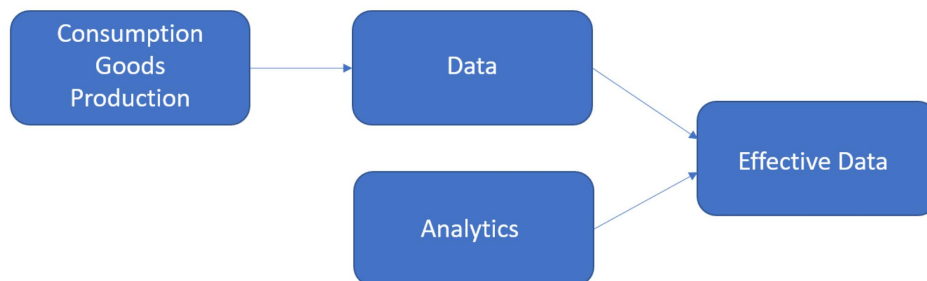 Consumption
Goods
Production
Data
Effective Data
Analytics